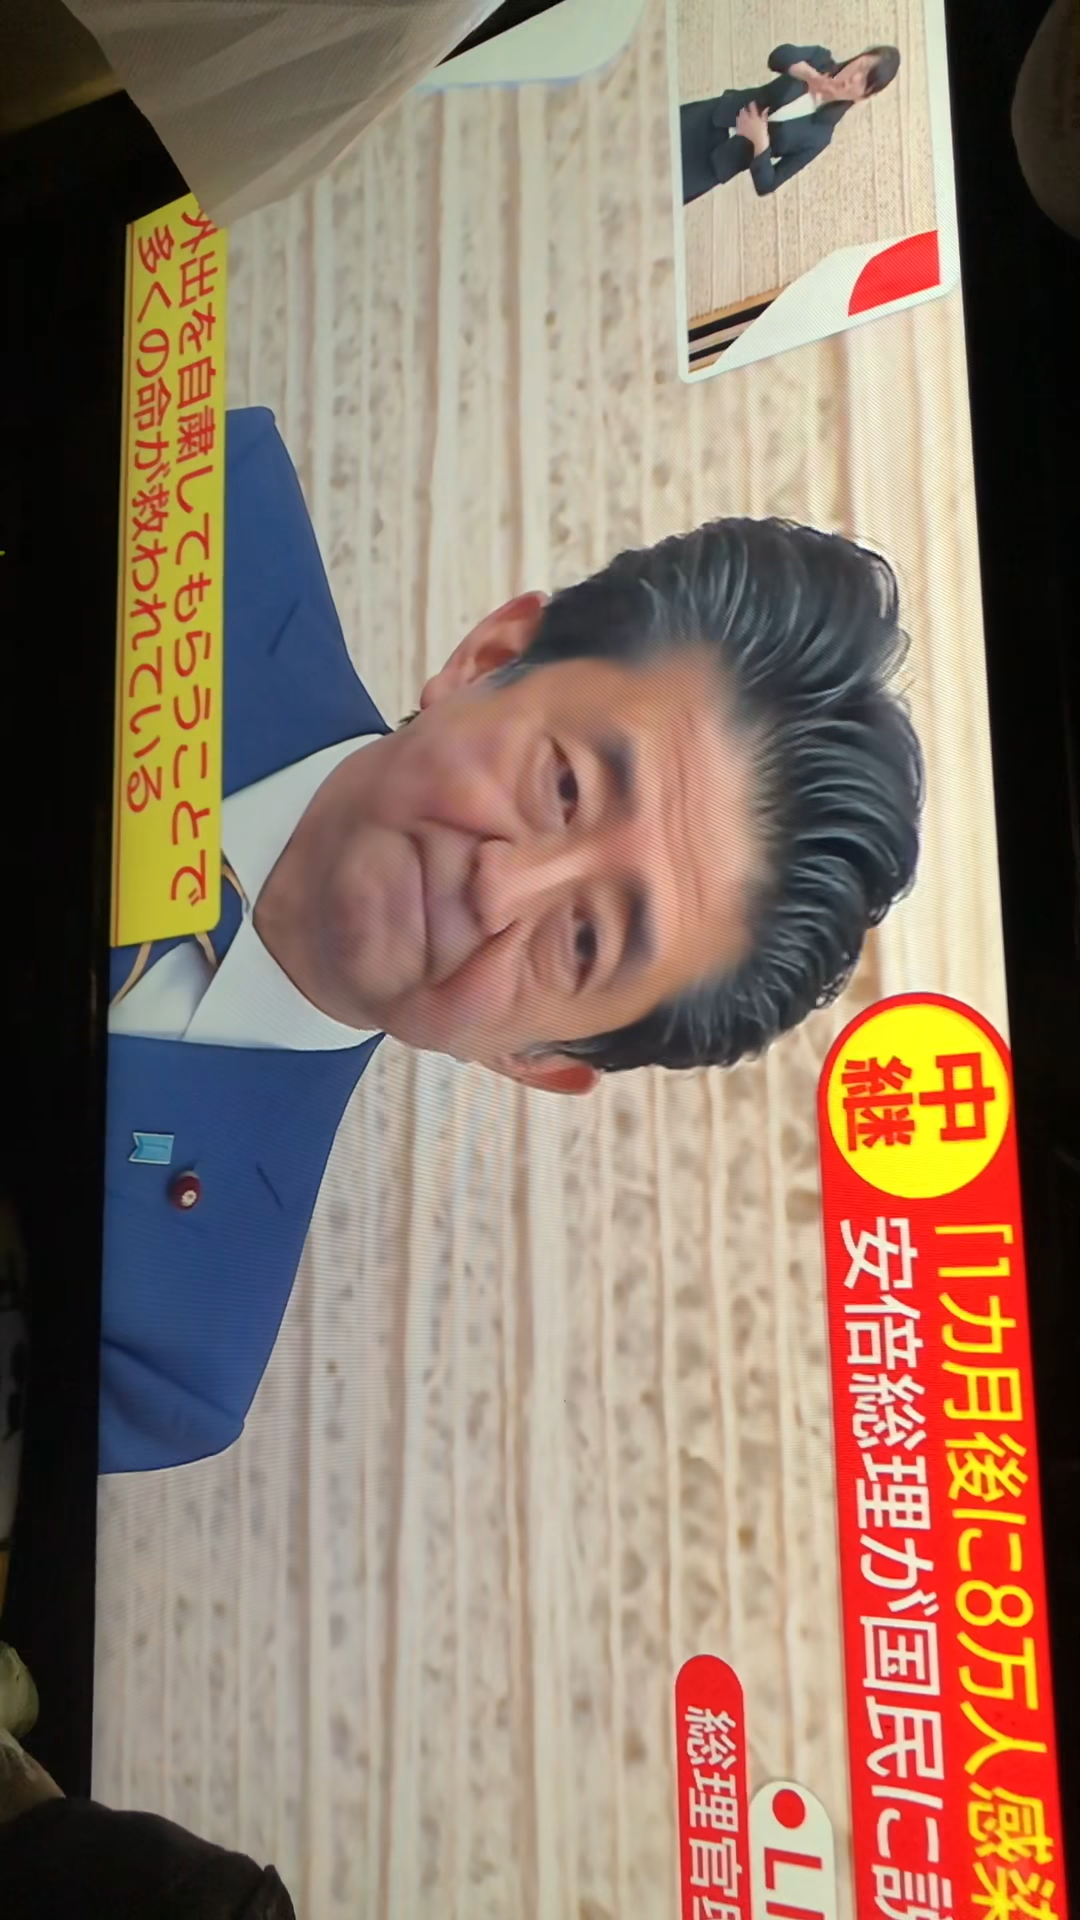 中継
「1カ月後に8万人感染
安倍総理が国民に説
LI
総理官邸
外出を自粛してもらうことで
多くの命が救われている